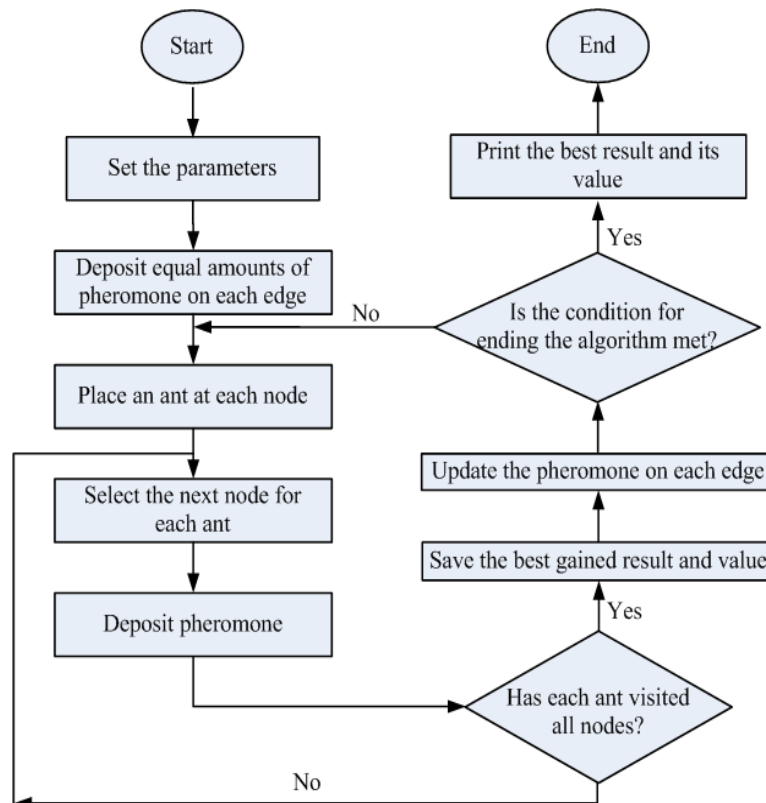 Start
Set the parameters
Deposit equal amounts of
pheromone on each edge
Place an ant at each node
Select the next node for
each ant
Deposit pheromone
Has each ant visited
all nodes?
No
Yes
Save the best gained result and value
Update the pheromone on each edge
Is the condition for
ending the algorithm met?
No
Yes
Print the best result and its
value
End